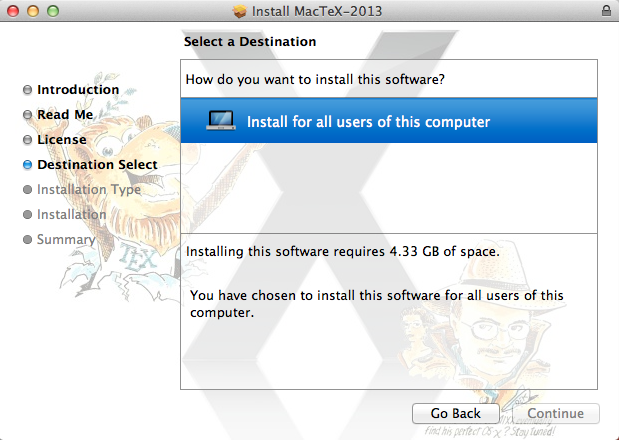 Install MacTeX-2013
Select a Destination
Introduction
Read Me
License
Destination Select
Installation Type
Installation
Summary
How do you want to install this software?
Install for all users of this computer
Installing this software requires 4.33 GB of space.
You have chosen to install this software for all users of this
computer.
TEX
Go Back
Continue
find his perfect OS X? Stay tuned!